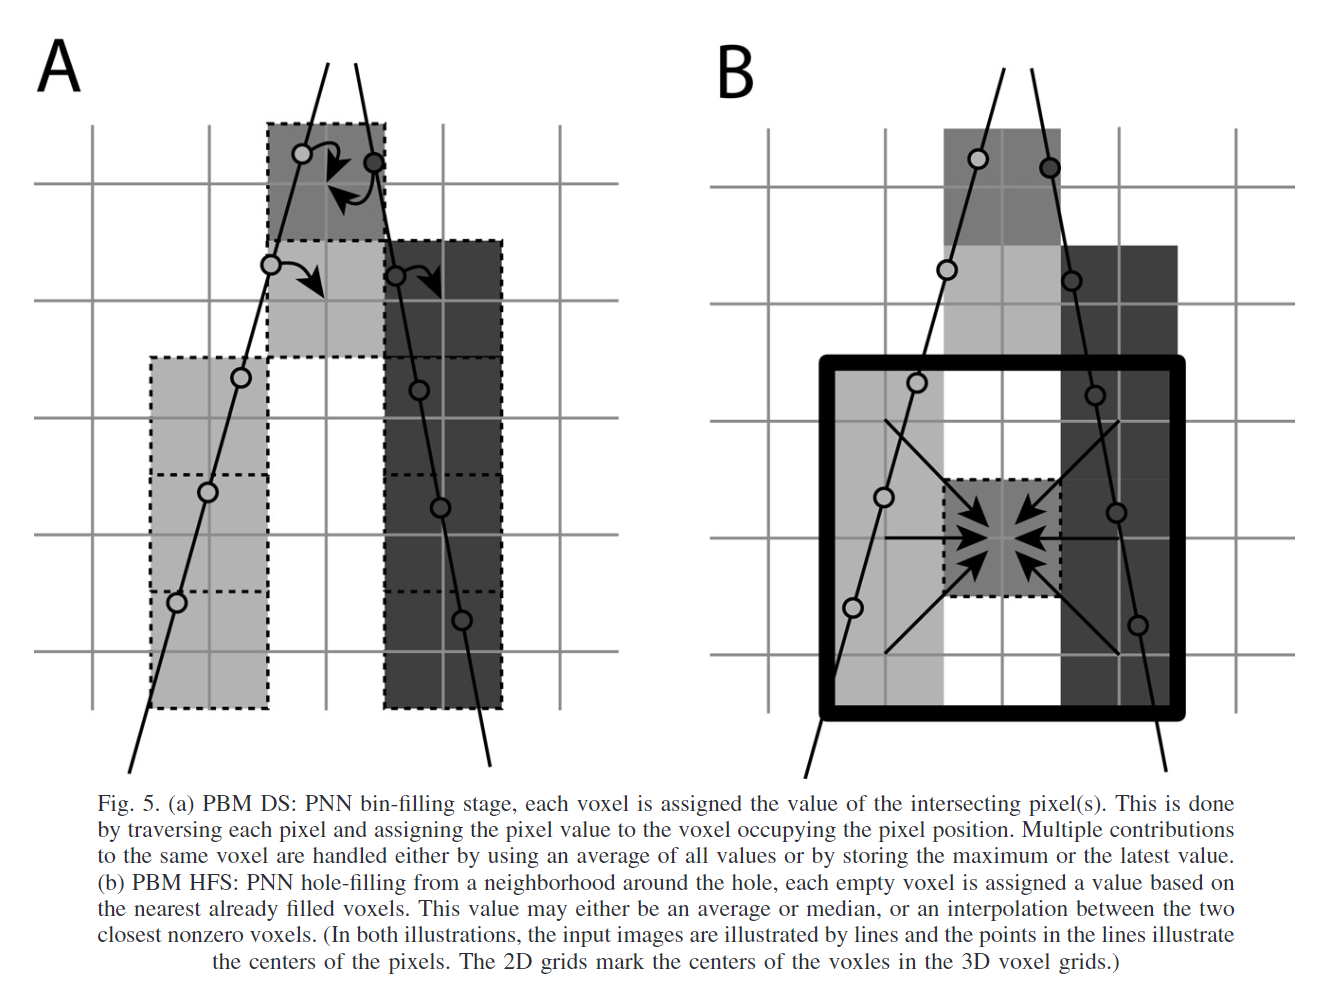 A
B
Fig. 5. (a) PBM DS: PNN bin-filling stage, each voxel is assigned the value of the intersecting pixel(s). This is done
by traversing each pixel and assigning the pixel value to the voxel occupying the pixel position. Multiple contributions
to the same voxel are handled either by using an average of all values or by storing the maximum or the latest value.
(b) PBM HFS: PNN hole-filling from a neighborhood around the hole, each empty voxel is assigned a value based on
the nearest already filled voxels. This value may either be an average or median, or an interpolation between the two
closest nonzero voxels. (In both illustrations, the input images are illustrated by lines and the points in the lines illustrate
the centers of the pixels. The 2D grids mark the centers of the voxles in the 3D voxel grids.)